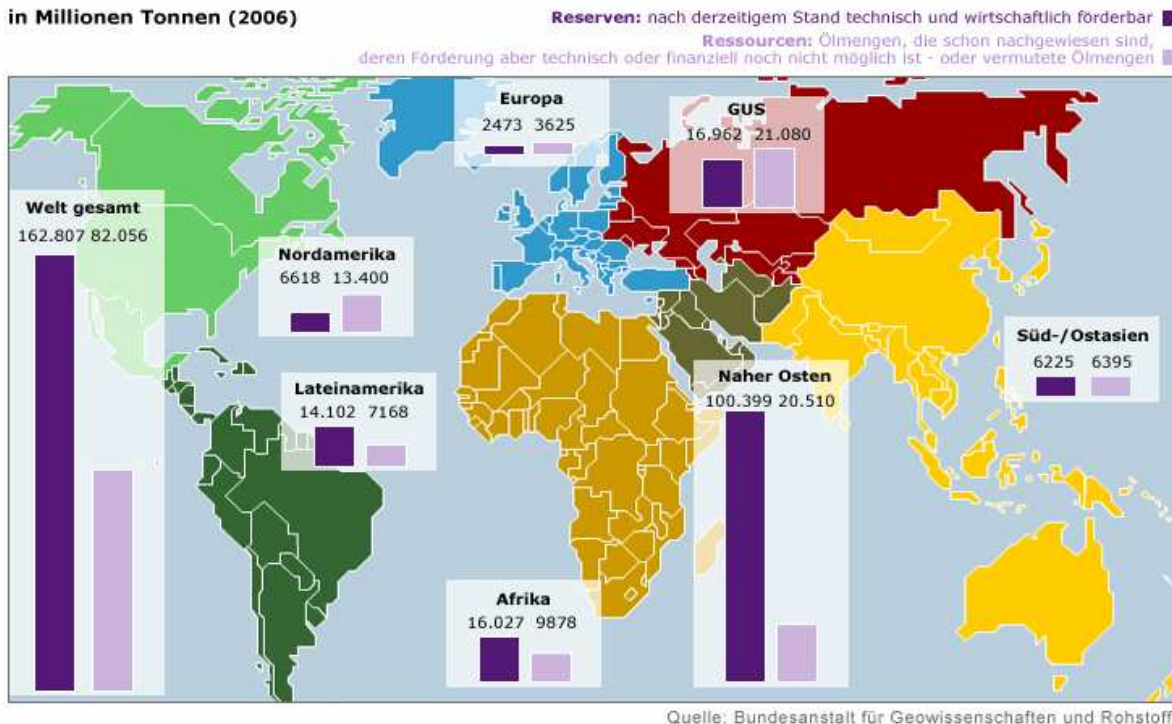 in Millionen Tonnen (2006)
Reserven: nach derzeitigem Stand technisch und wirtschaftlich förderbar
Ressourcen: Ölmengen, die schon nachgewiesen sind,
deren Förderung aber technisch oder finanziell noch nicht möglich ist - oder vermutete Ölmengen
Europa
2473 3625
GUS
16.962 21.080
Welt gesamt
162.807 82.056
Nordamerika
6618 13.400
Süd-/Ostasien
6225 6395
Lateinamerika
14.102 7168
Naher Osten
100.399 20.510
Afrika
16.027 9878
Quelle: Bundesanstalt für Geowissenschaften und Rohstoff